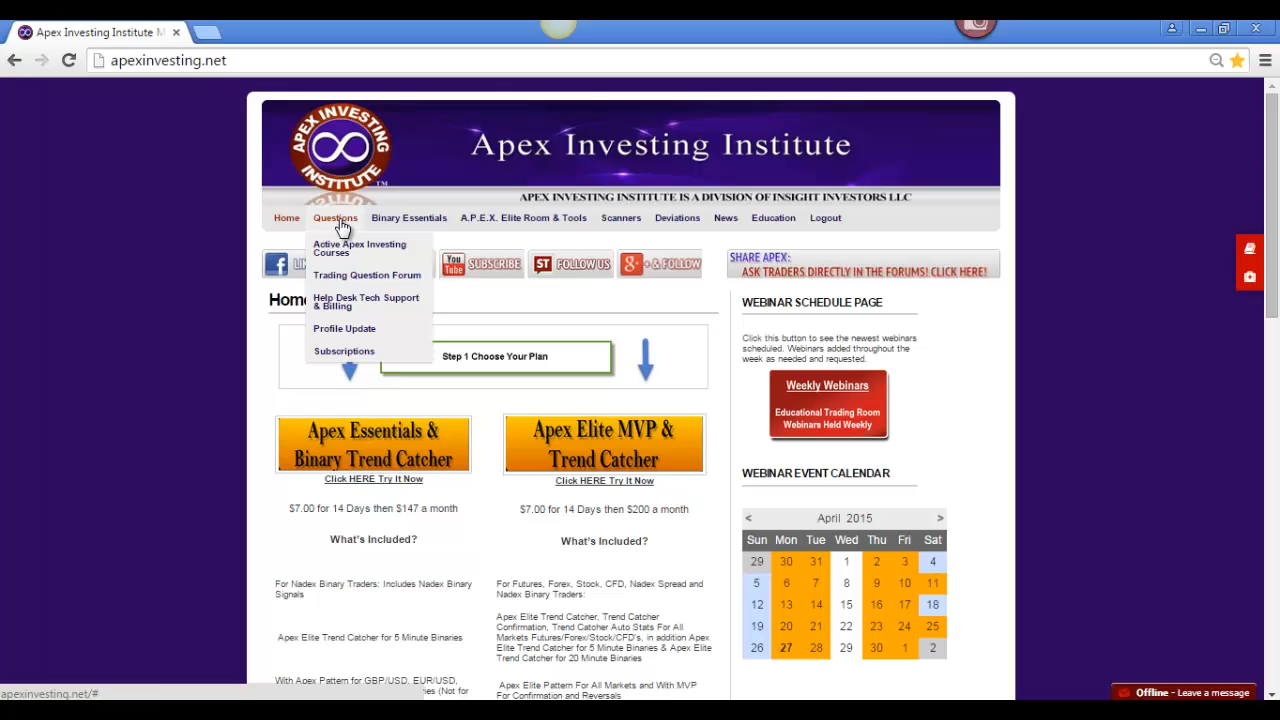 Apex Investing Institute M
apexinvesting.net
APEX INVESTING INSTITUTE TM
Apex Investing Institute
APEX INVESTING INSTITUTE IS A DIVISION OF INSIGHT INVESTORS LLC
Home Questions Binary Essentials A.P.E.X. Elite Room & Tools Scanners Deviations News Education Logout
Active Apex Investing
Courses
Trading Question Forum
Help Desk Tech Support
& Billing
Profile Update
Subscriptions
f
You
Tube SUBSCRIBE
ST FOLLOW US
g+ + & FOLLOW
SHARE APEX:
ASK TRADERS DIRECTLY IN THE FORUMS! CLICK HERE!
Step 1 Choose Your Plan
Apex Essentials &
Binary Trend Catcher
Click HERE Try It Now
$7.00 for 14 Days then $147 a month
What's Included?
For Nadex Binary Traders: Includes Nadex Binary
Signals
Apex Elite Trend Catcher for 5 Minute Binaries
With Apex Pattern for GBP/USD, EUR/USD,
Apex Elite MVP &
Trend Catcher
Click HERE Try It Now
$7.00 for 14 Days then $200 a month
What's Included?
For Futures, Forex, Stock, CFD, Nadex Spread and
Nadex Binary Traders:
Apex Elite Trend Catcher, Trend Catcher
Confirmation, Trend Catcher Auto Stats For All
Markets Futures/Forex/Stock/CFD's, in addition Apex
Elite Trend Catcher for 5 Minute Binaries & Apex Elite
Trend Catcher for 20 Minute Binaries
Apex Elite Pattern For All Markets and With MVP
For Confirmation and Reversals
WEBINAR SCHEDULE PAGE
Click this button to see the newest webinars
scheduled. Webinars added throughout the
week as needed and requested.
Weekly Webinars
Educational Trading Room
Webinars Held Weekly
WEBINAR EVENT CALENDAR
< April 2015 >
Sun Mon Tue Wed Thu Fri Sat
29 30 31 1 2 3 4
5 6 7 8 9 10 11
12 13 14 15 16 17 18
19 20 21 22 23 24 25
26 27 28 29 30 1 2
apexinvesting.net/#
Offline - Leave a message